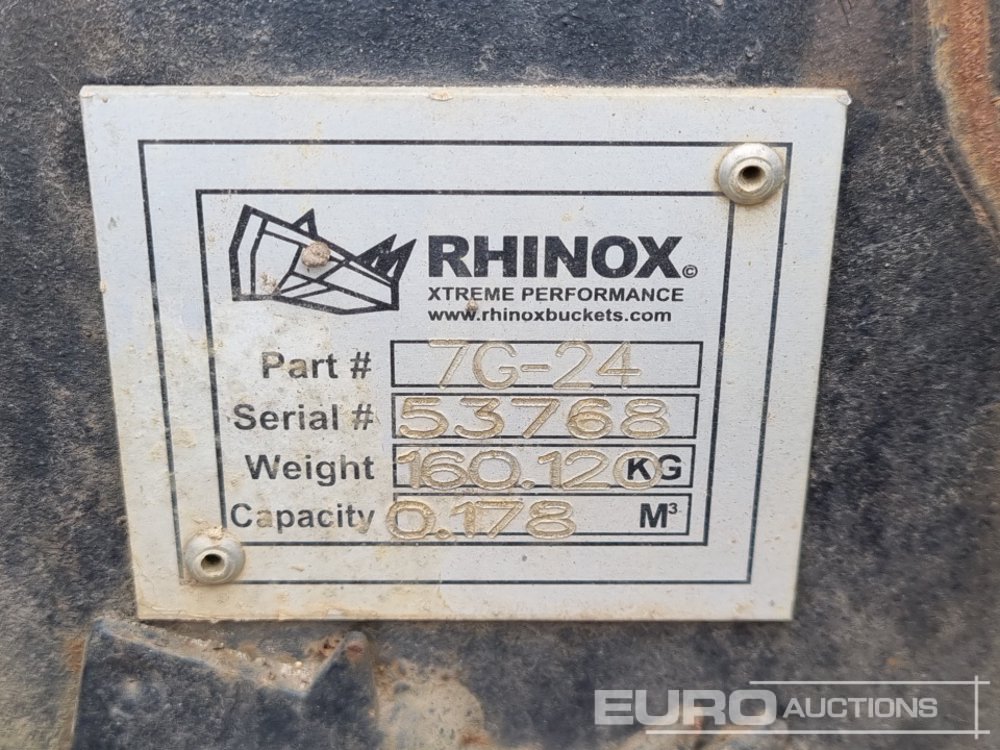 RHINOX©
XTREME PERFORMANCE
www.rhinoxbuckets.com
Part # 7G-24
Serial # 53768
Weight 160.120 KG
Capacity 0.178 M³
EURO AUCTIONS